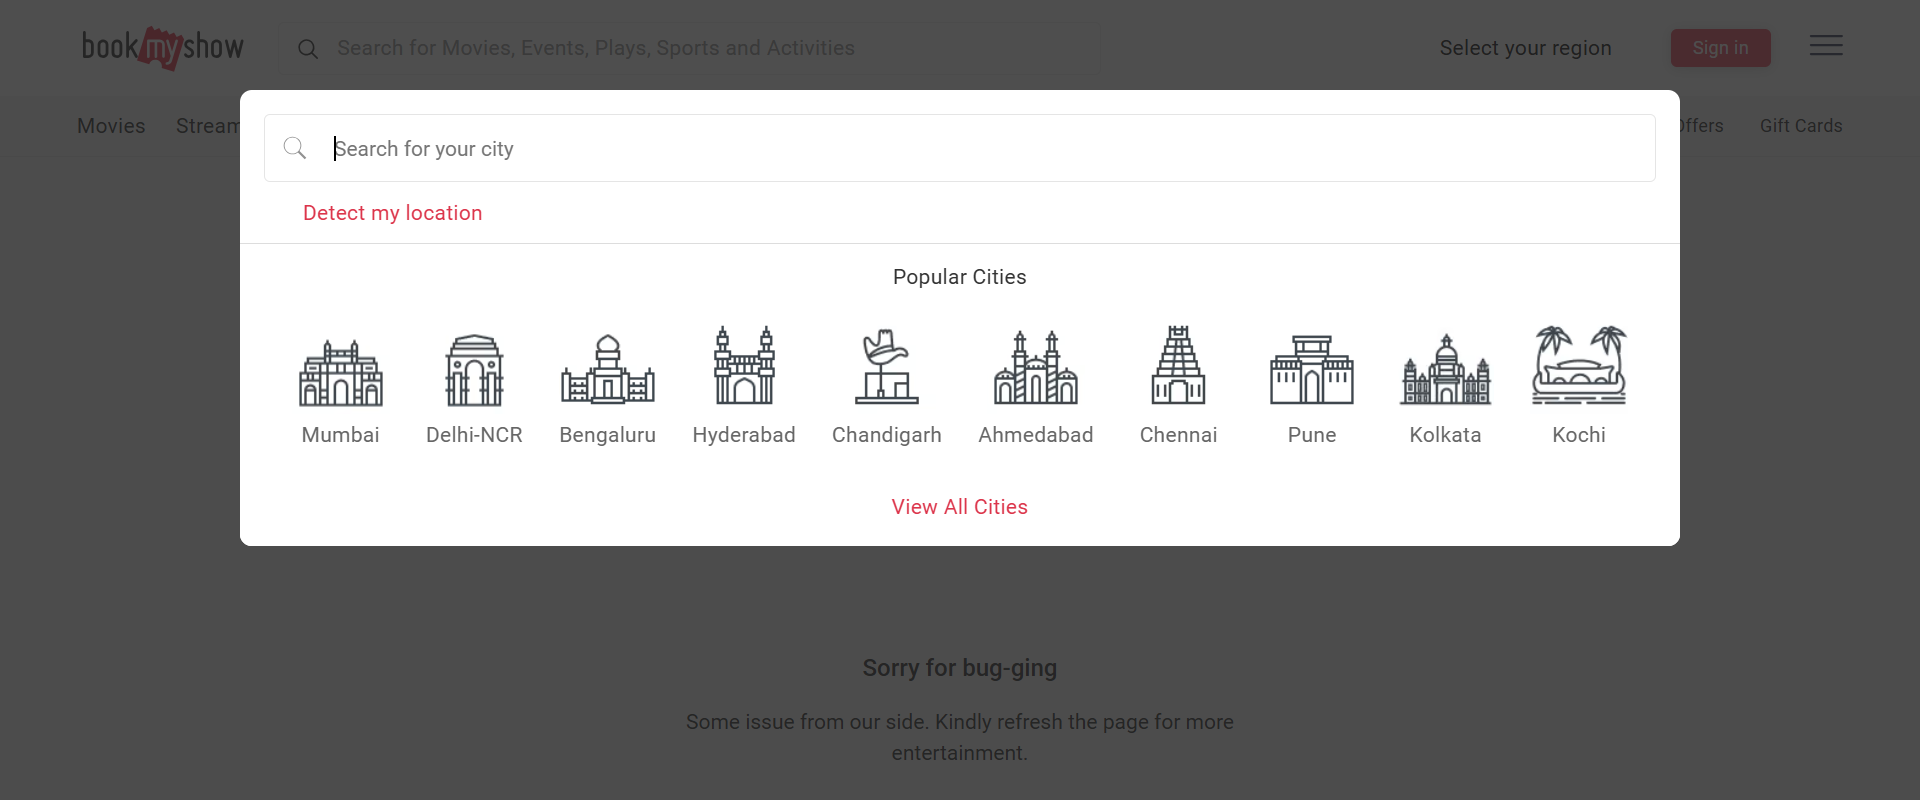 bookmyshow
Search for Movies, Events, Plays, Sports and Activities
Select your region
Sign in
Movies
Stream
Offers
Gift Cards
Search for your city
Detect my location
Popular Cities
Mumbai
Delhi-NCR
Bengaluru
Hyderabad
Chandigarh
Ahmedabad
Chennai
Pune
Kolkata
Kochi
View All Cities
Sorry for bug-ging
Some issue from our side. Kindly refresh the page for more
entertainment.